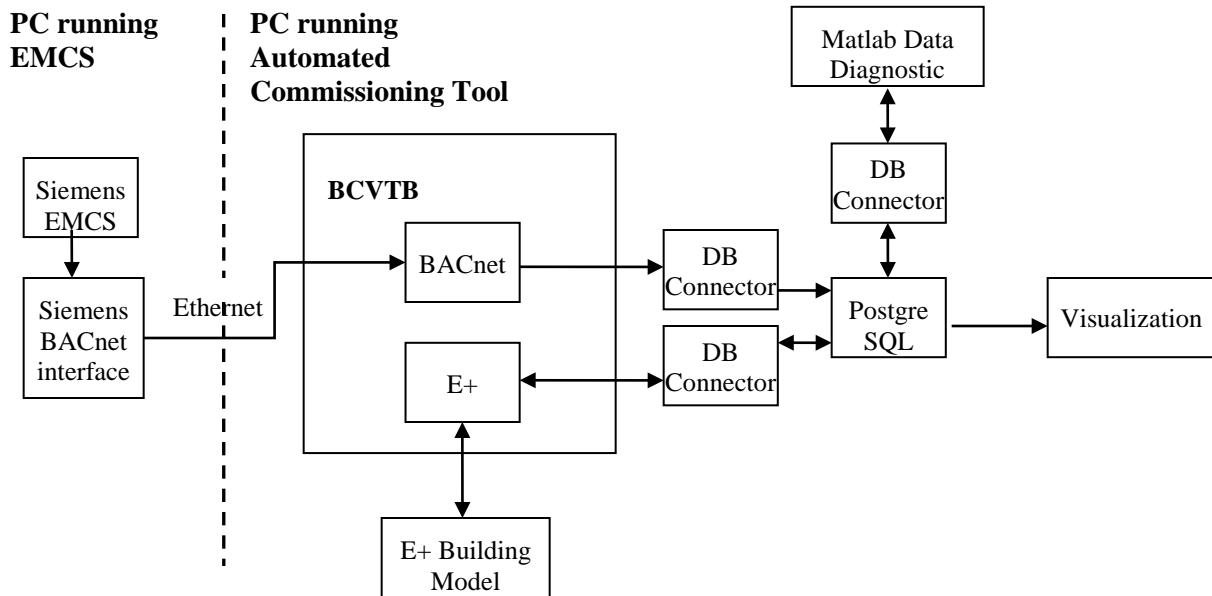 PC running
EMCS
PC running
Automated
Commissioning Tool
Matlab Data
Diagnostic
Siemens
EMCS
BCVTB
DB
Connector
BACnet
DB
Connector
Siemens
BACnet
interface
Ethernet
Postgre
SQL
Visualization
E+
DB
Connector
E+ Building
Model